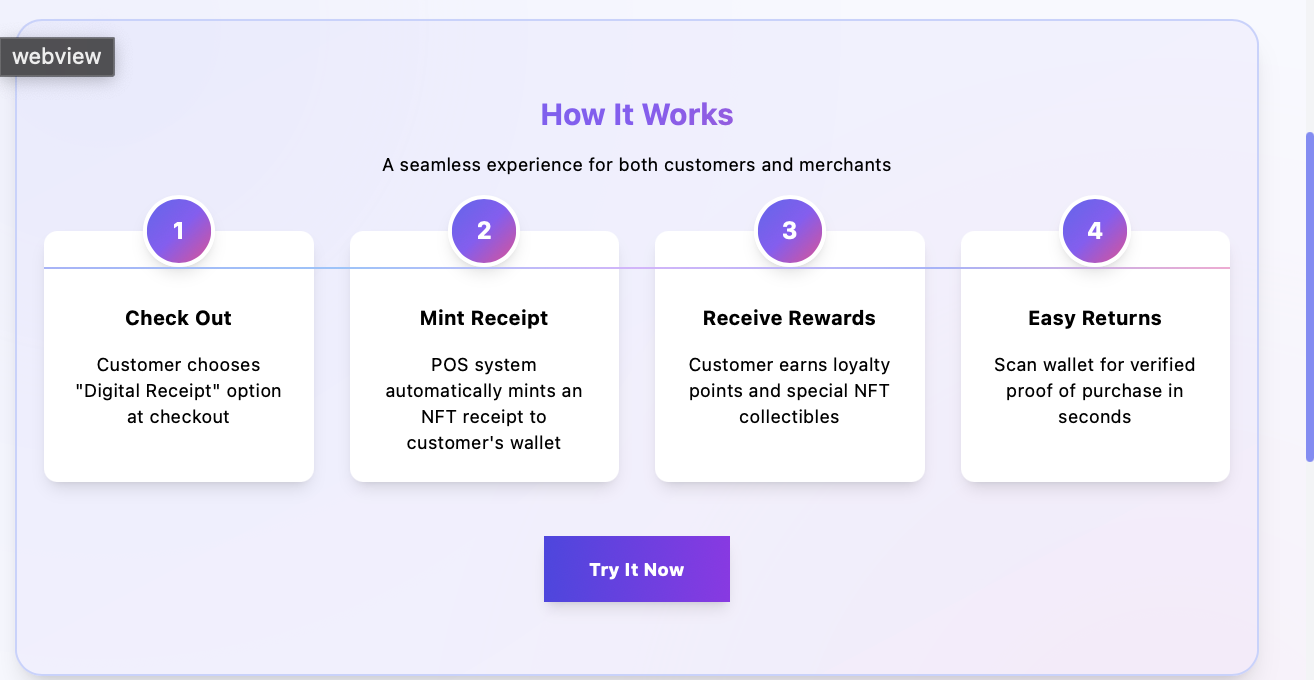 webview
How It Works
A seamless experience for both customers and merchants
1
Check Out
Customer chooses
"Digital Receipt" option
at checkout
2
Mint Receipt
POS system
automatically mints an
NFT receipt to
customer's wallet
3
Receive Rewards
Customer earns loyalty
points and special NFT
collectibles
4
Easy Returns
Scan wallet for verified
proof of purchase in
seconds
Try It Now